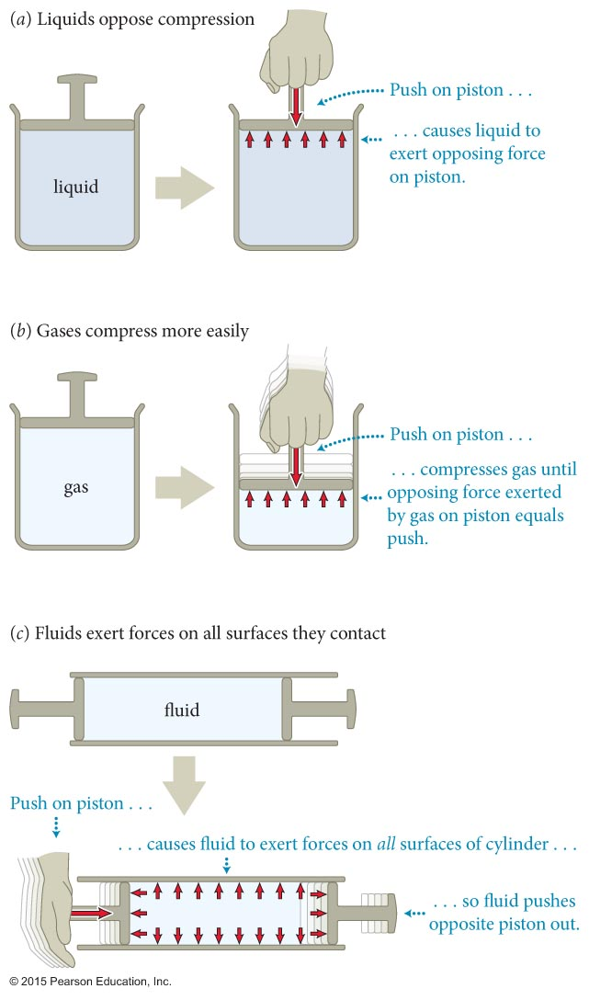 (a) Liquids oppose compression
Push on piston . . .
. . . causes liquid to
exert opposing force
on piston.
liquid
(b) Gases compress more easily
Push on piston . . .
. . . compresses gas until
opposing force exerted
by gas on piston equals
push.
gas
(c) Fluids exert forces on all surfaces they contact
fluid
Push on piston . . .
. . . causes fluid to exert forces on all surfaces of cylinder . . .
. . . so fluid pushes
opposite piston out.
© 2015 Pearson Education, Inc.